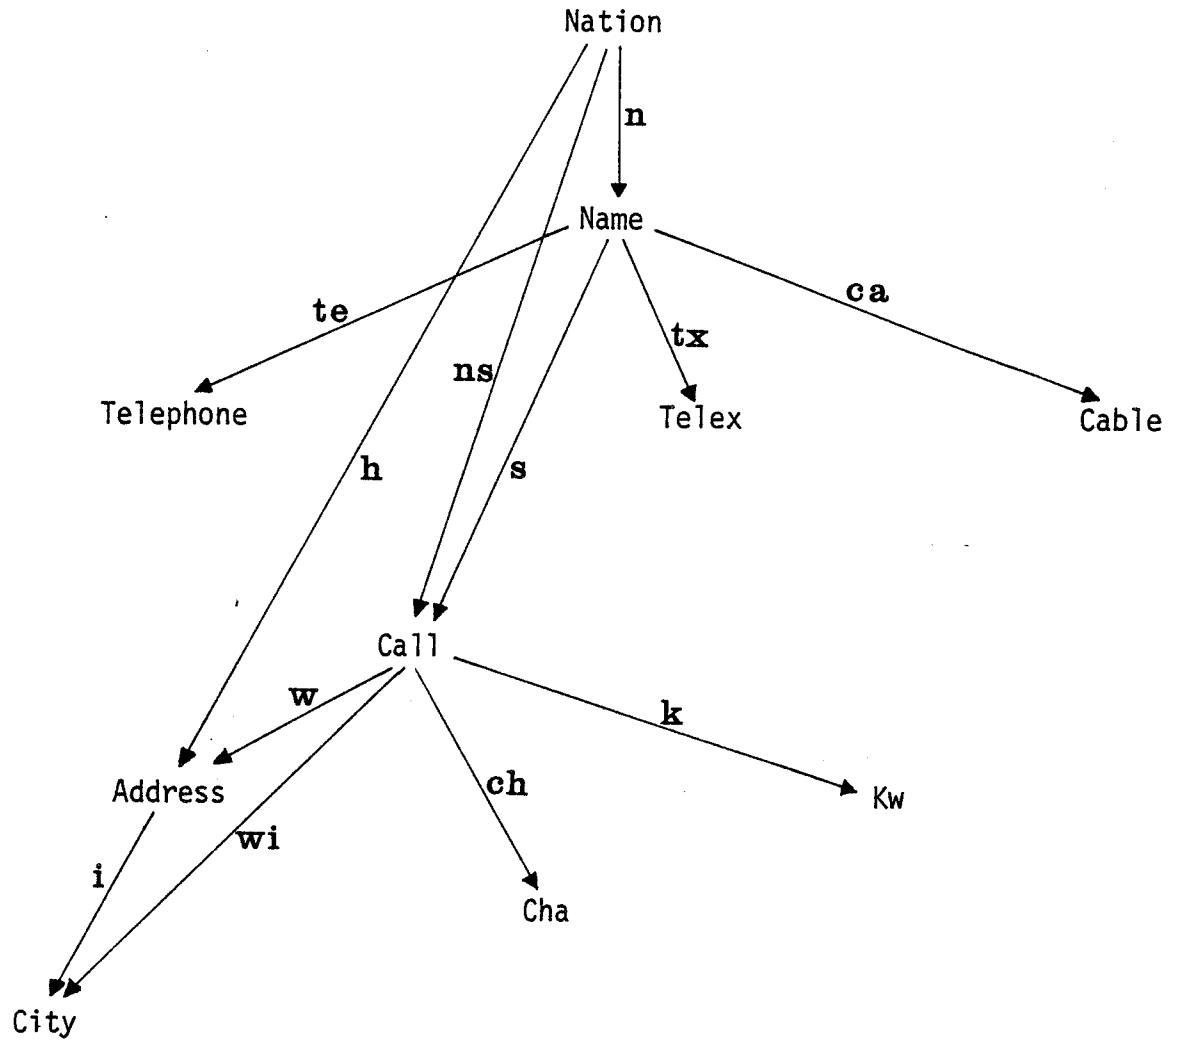 Nation
n
Name
ca
te
tx
ns
Telephone
Telex
Cable
h
s
Call
w
k
ch
Address
Kw
wi
i
Cha
City